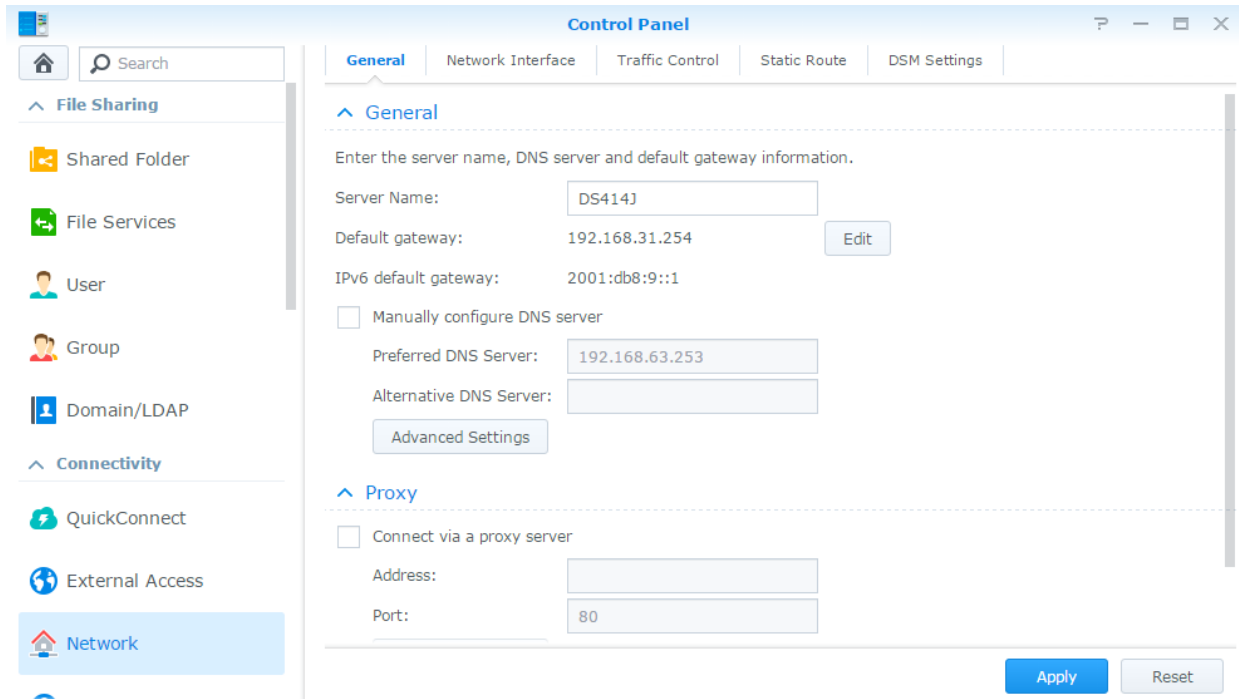 Control Panel
Search
General Network Interface Traffic Control Static Route DSM Settings
File Sharing
Shared Folder
File Services
User
Group
Domain/LDAP
Connectivity
QuickConnect
External Access
Network
General
Enter the server name, DNS server and default gateway information.
Server Name: DS414J
Default gateway: 192.168.31.254 Edit
IPv6 default gateway: 2001:db8:9::1
Manually configure DNS server
Preferred DNS Server: 192.168.63.253
Alternative DNS Server:
Advanced Settings
Proxy
Connect via a proxy server
Address:
Port: 80
Apply Reset